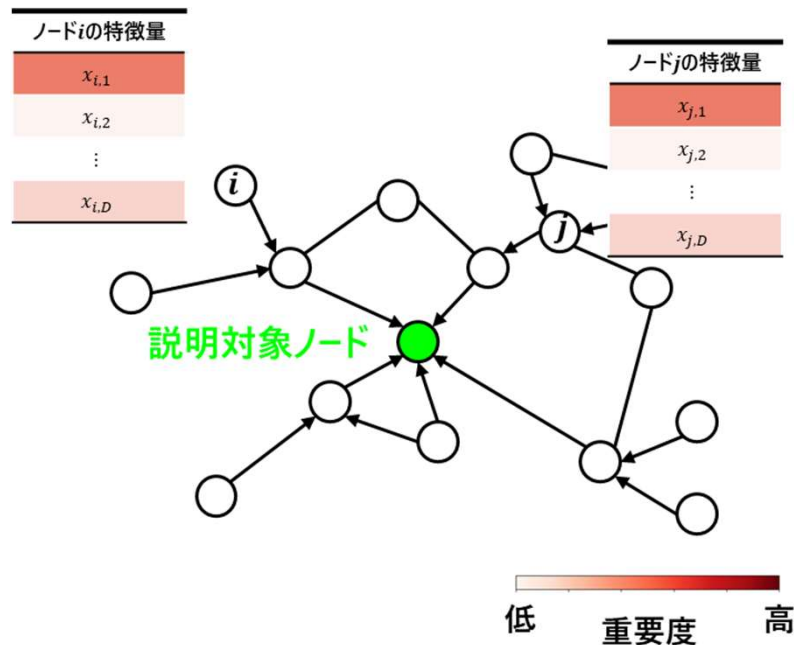 ノードiの特徴量
x_{i,1}
x_{i,2}
⋮
x_{i,D}
ノードjの特徴量
x_{j,1}
x_{j,2}
⋮
x_{j,D}
i
j
説明対象ノード
低
重要度
高